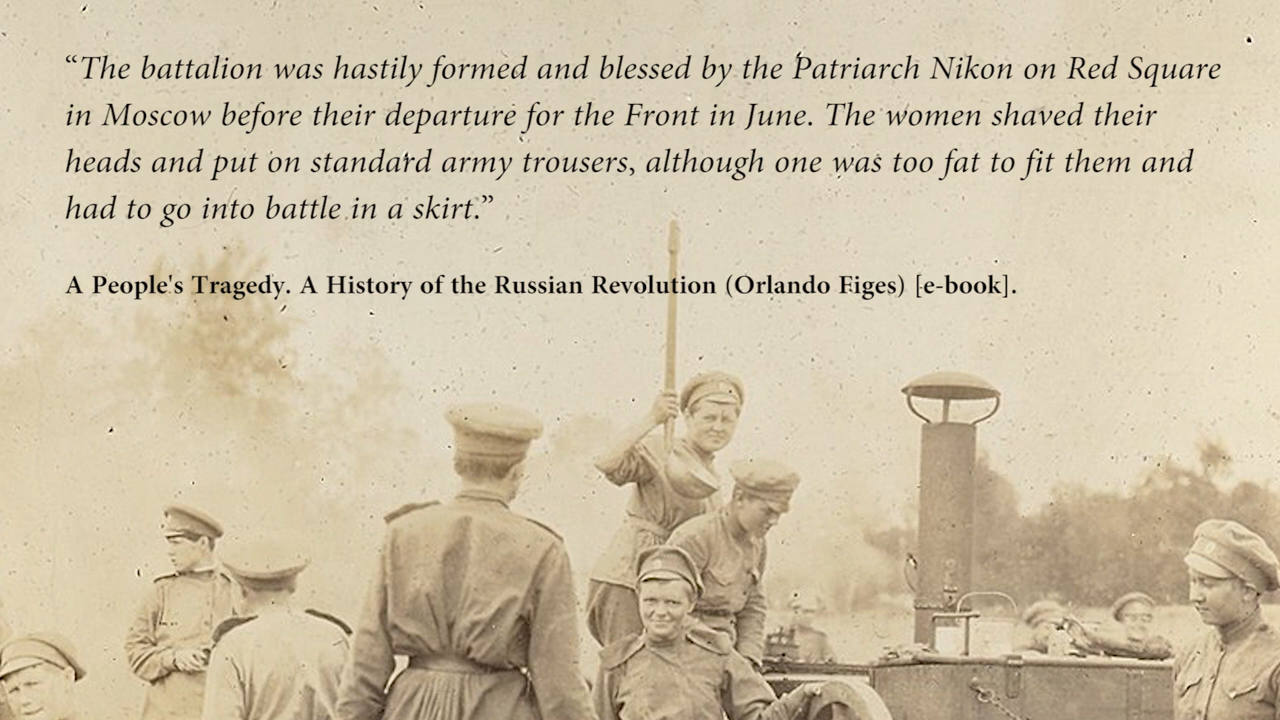 “The battalion was hastily formed and blessed by the Patriarch Nikon on Red Square
in Moscow before their departure for the Front in June. The women shaved their
heads and put on standard army trousers, although one was too fat to fit them and
had to go into battle in a skirt.”
A People's Tragedy. A History of the Russian Revolution (Orlando Figes) [e-book].